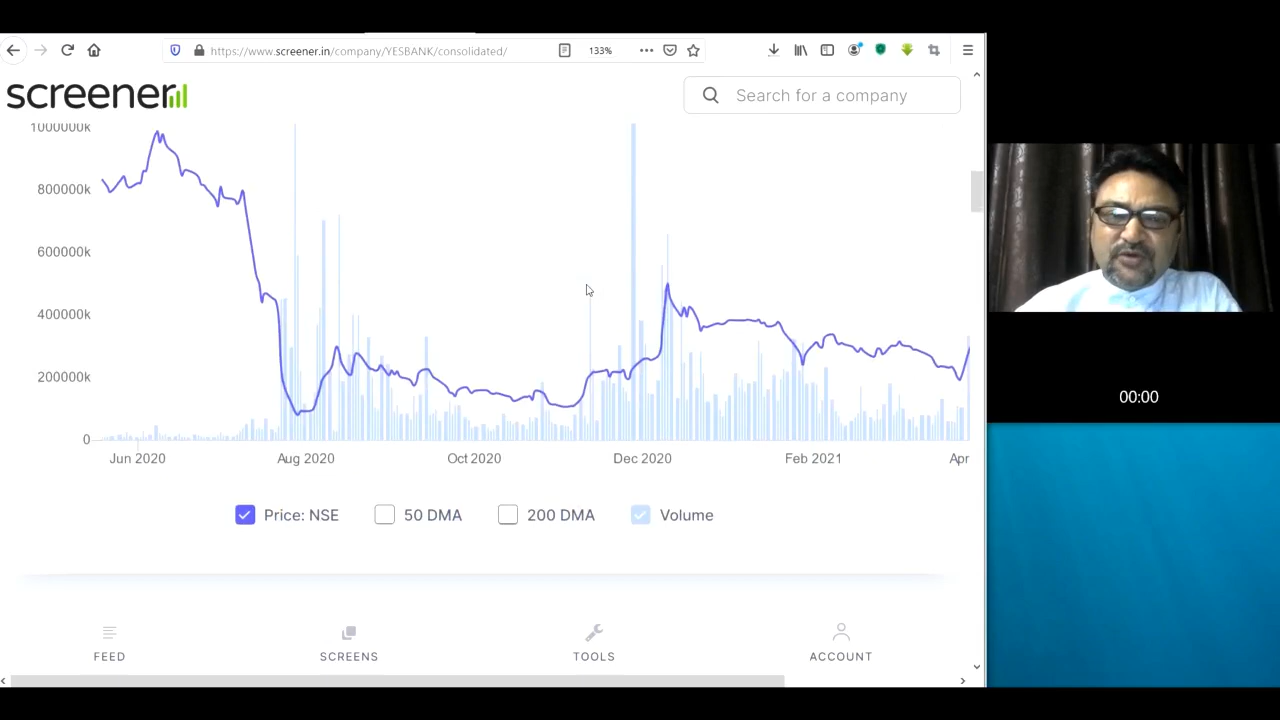 https://www.screener.in/company/YESBANK/consolidated/
133%
screener
Search for a company
1000000k
800000k
600000k
400000k
200000k
0
Jun 2020
Aug 2020
Oct 2020
Dec 2020
Feb 2021
Apr
Price: NSE
50 DMA
200 DMA
Volume
FEED
SCREENS
TOOLS
ACCOUNT
00:00